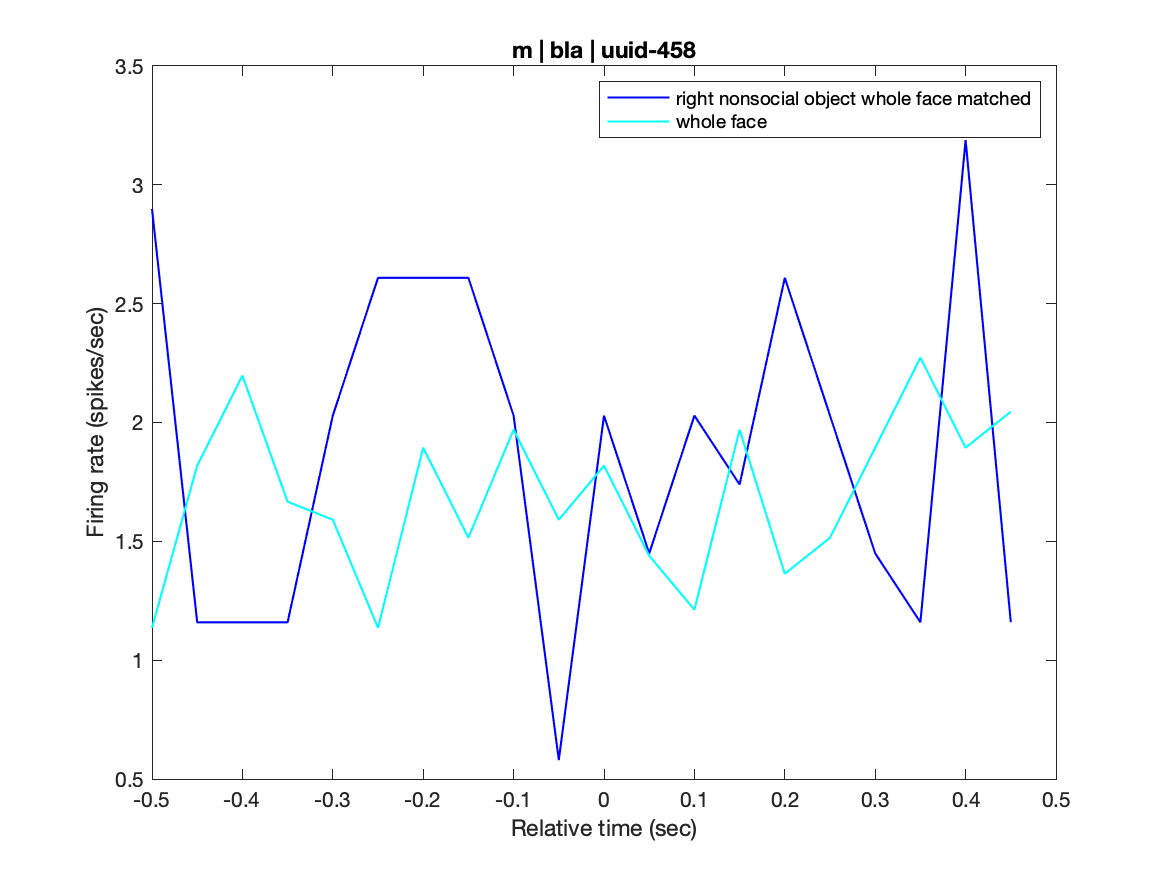 m | bla | uuid-458
3.5
right nonsocial object whole face matched
whole face
3
2.5
2
1.5
1
0.5
Firing rate (spikes/sec)
-0.5 -0.4 -0.3 -0.2 -0.1 0 0.1 0.2 0.3 0.4 0.5
Relative time (sec)